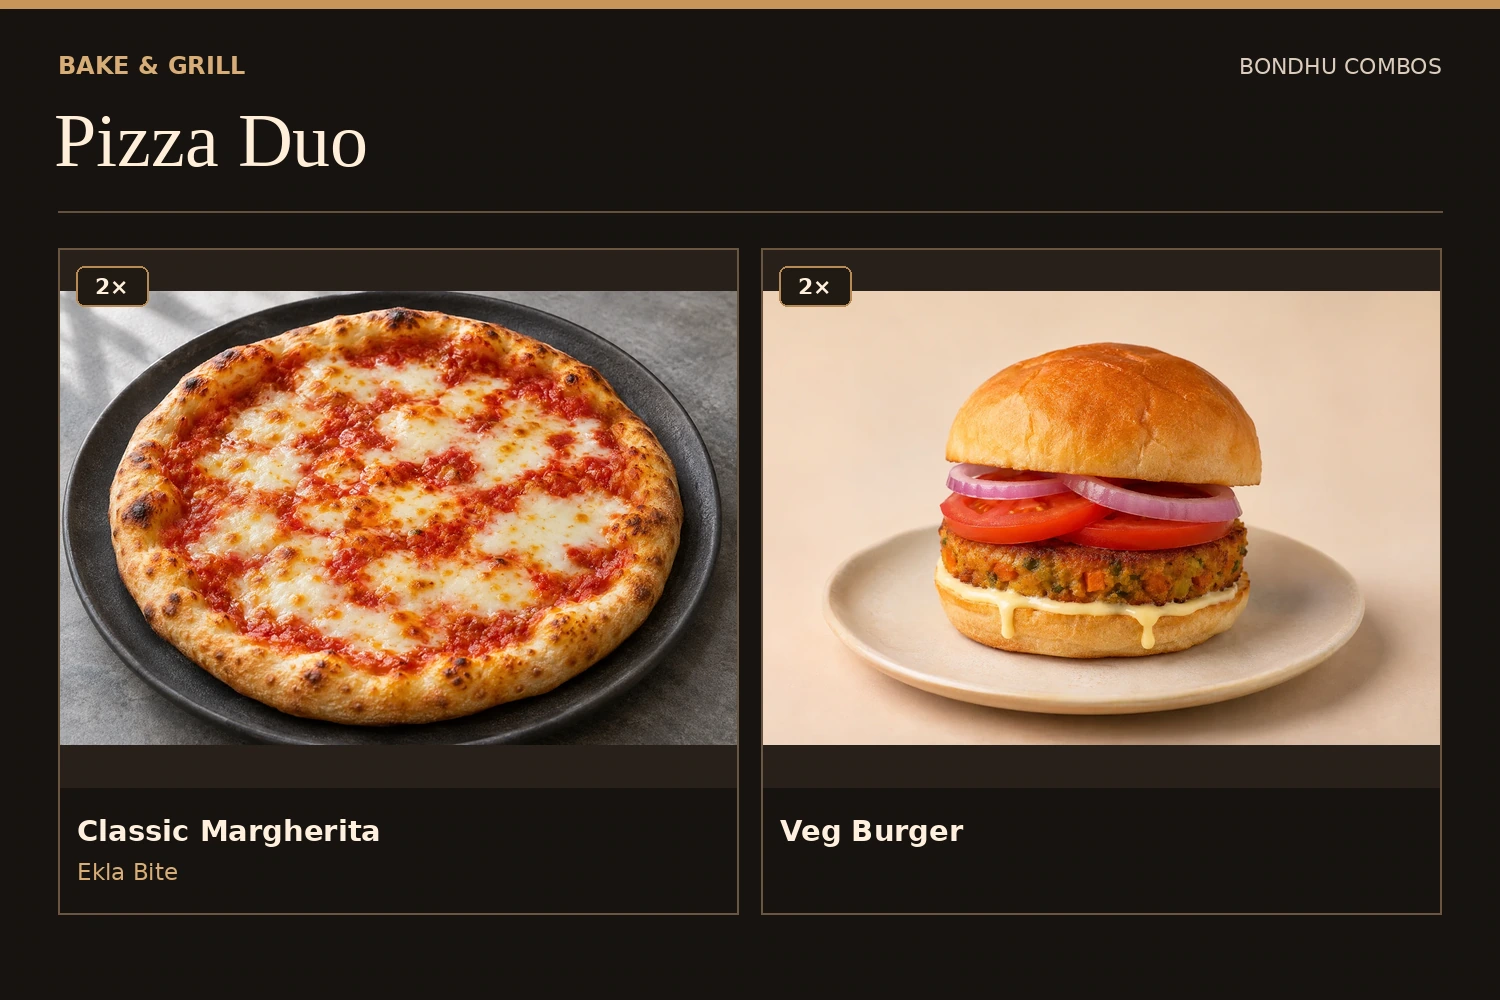 BAKE & GRILL
BONDHU COMBOS
Pizza Duo
2×
2×
Classic Margherita
Ekla Bite
Veg Burger